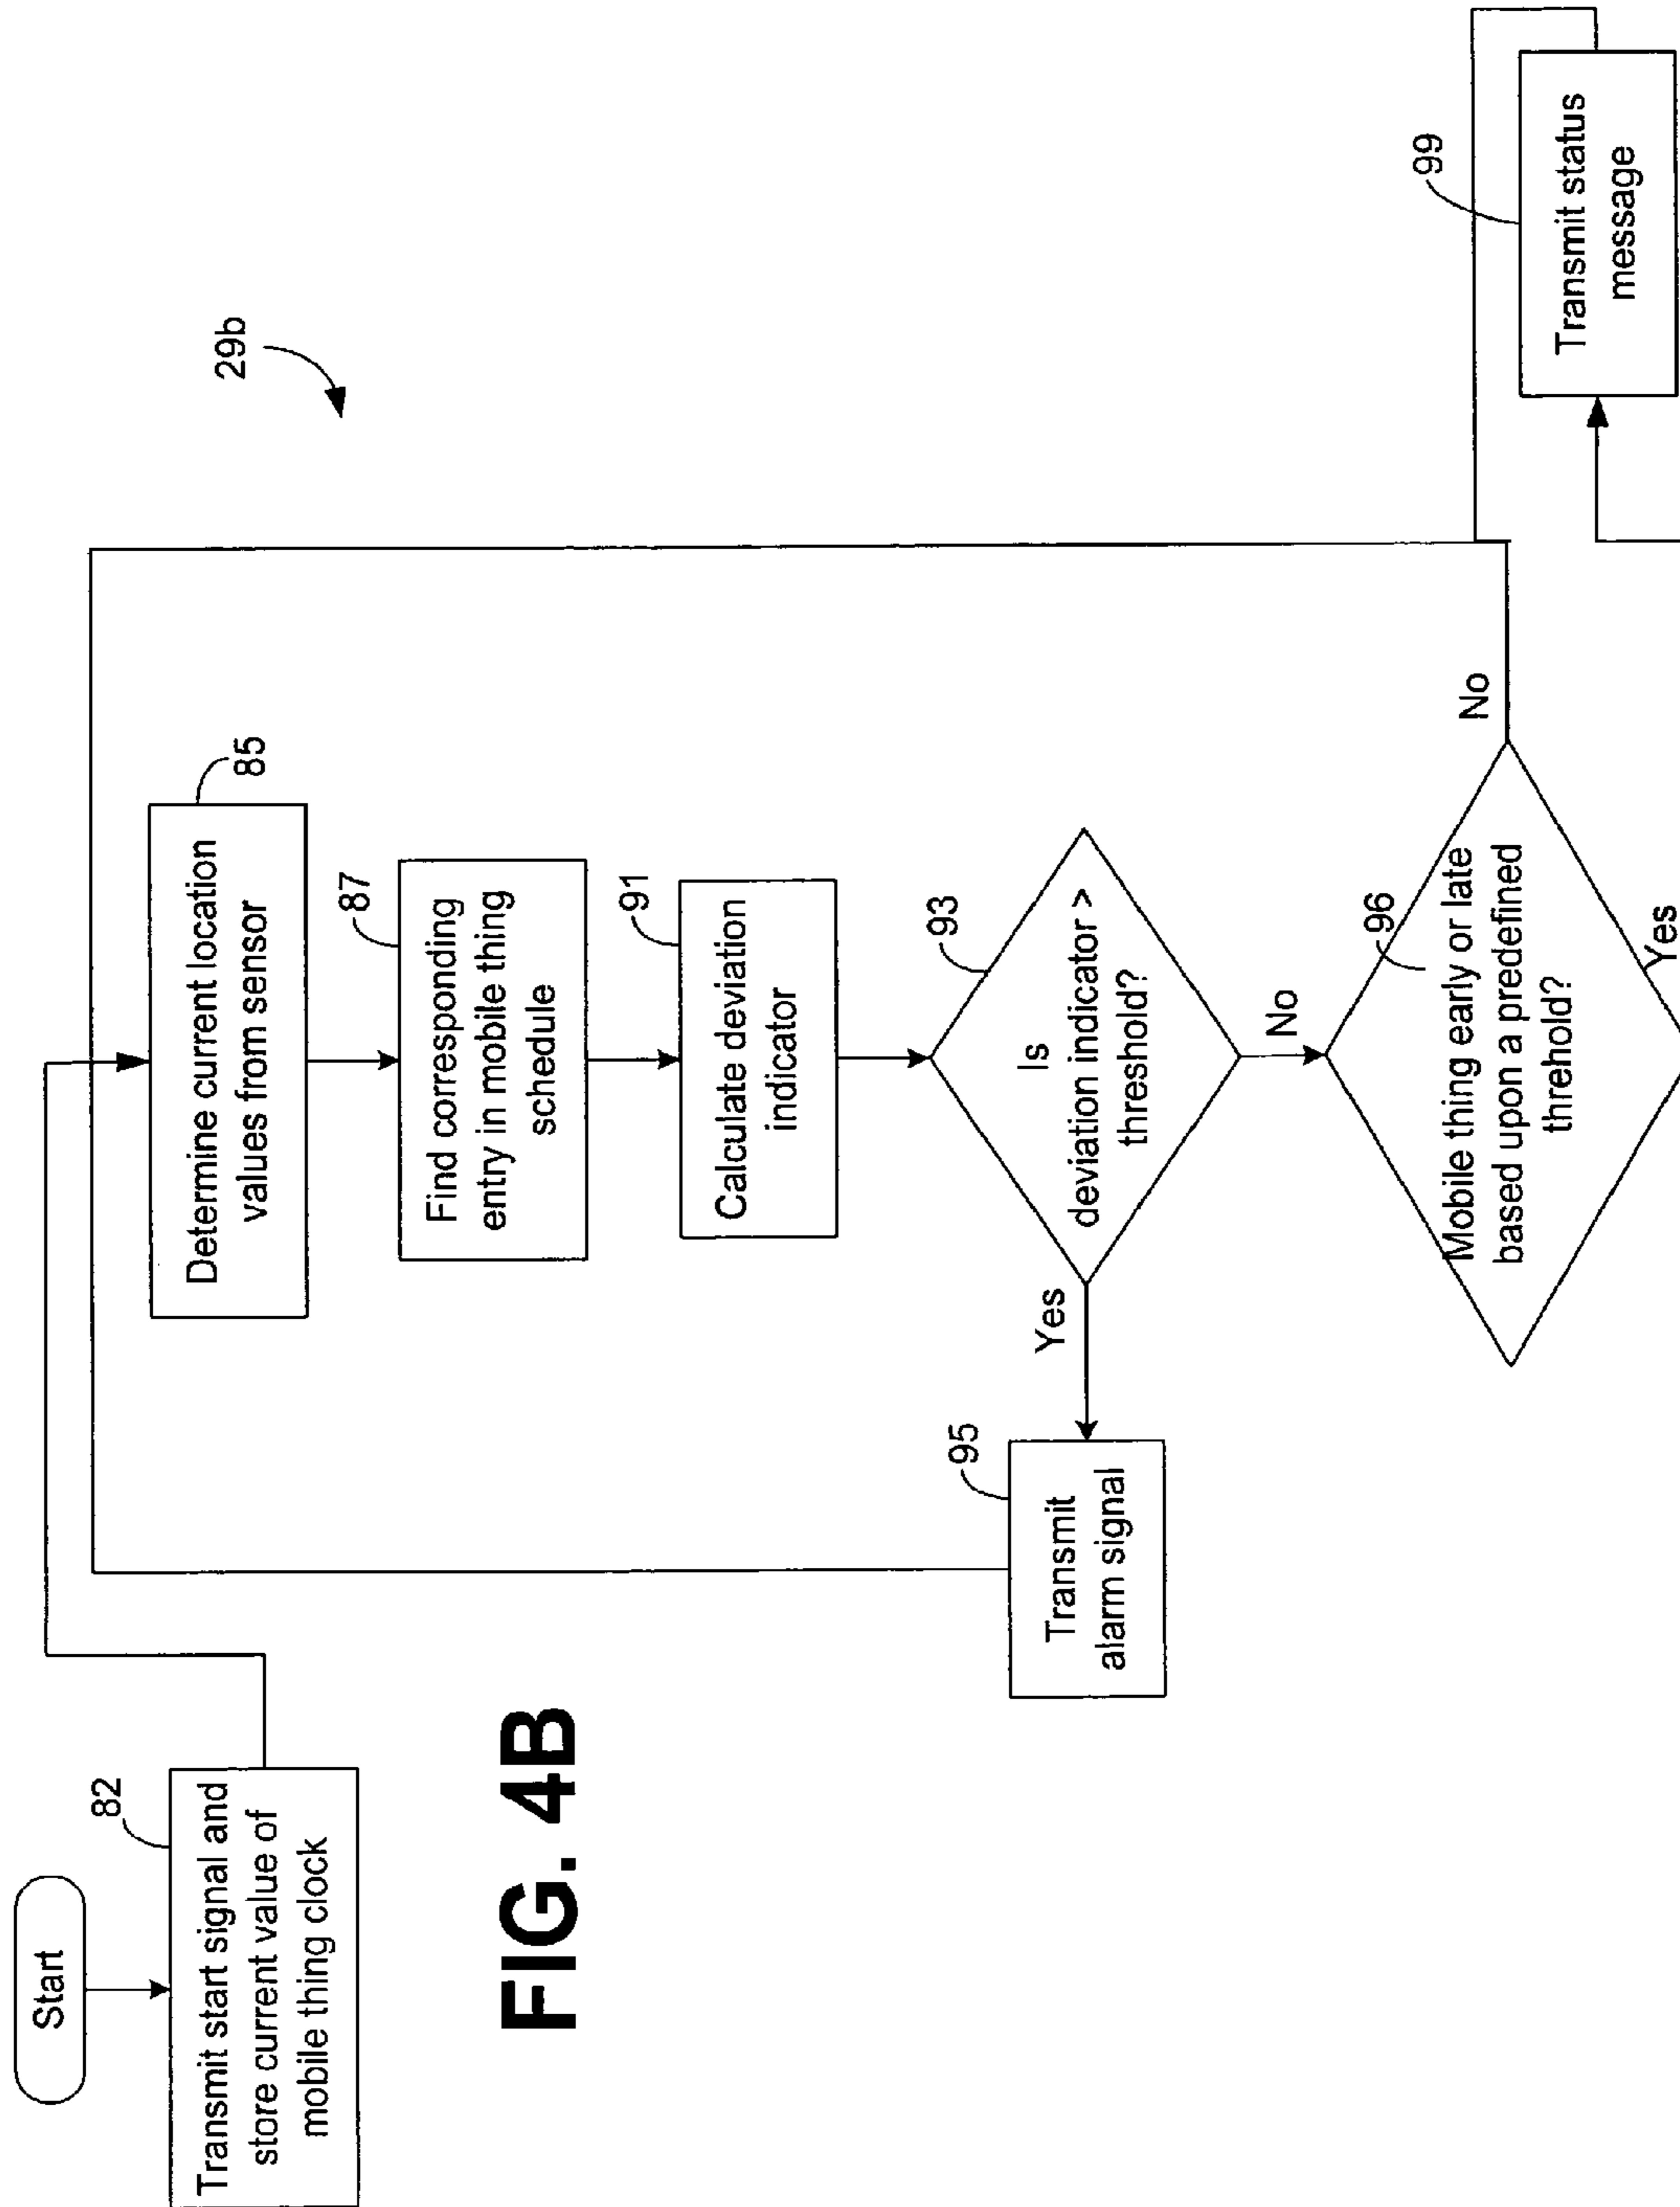 Start
82
Transmit start signal and
store current value of
mobile thing clock
FIG. 4B
29b
85
Determine current location
values from sensor
87
Find corresponding
entry in mobile thing
schedule
91
Calculate deviation
indicator
93
Is
deviation indicator >
threshold?
Yes
No
95
Transmit
alarm signal
96
Mobile thing early or late
based upon a predefined
threhold?
No
Yes
99
Transmit status
message